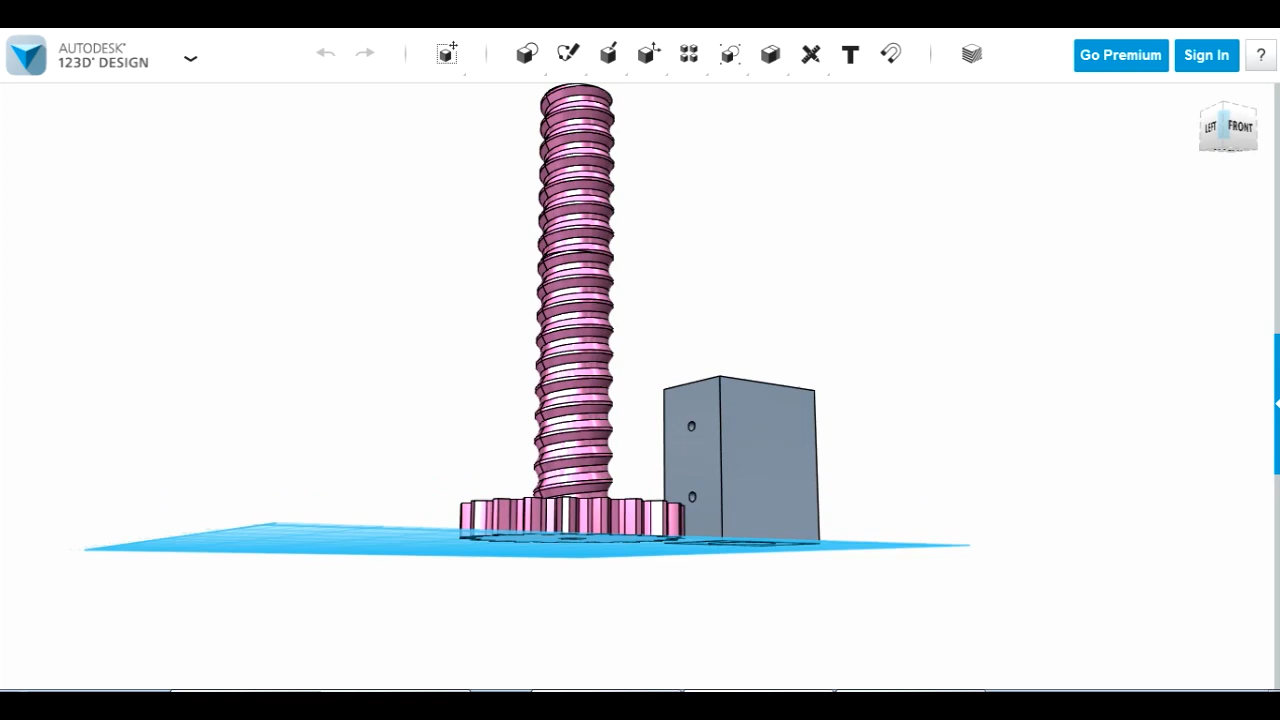 AUTODESK®
123D® DESIGN
T
Go Premium
Sign In
?
LEFT
FRONT